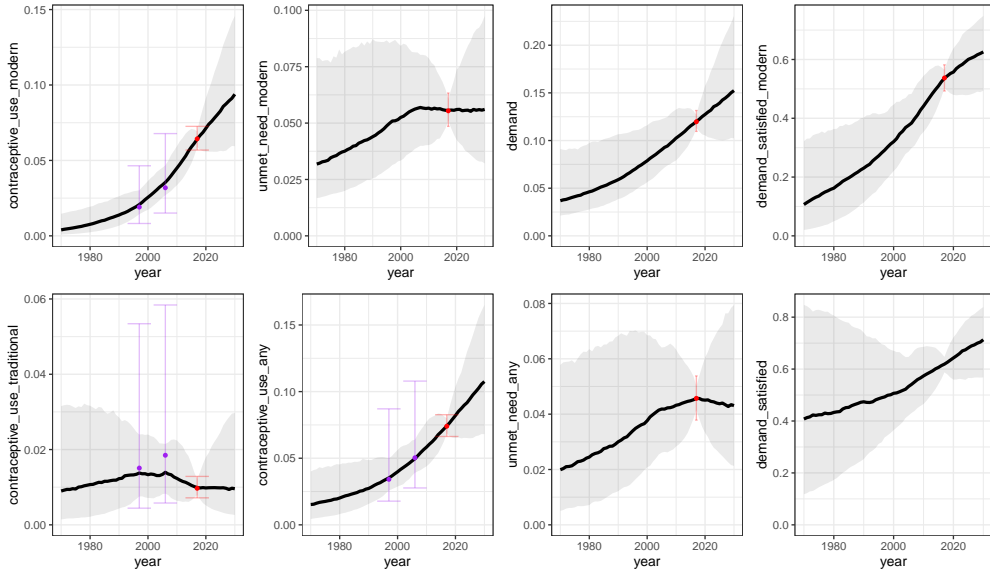 contraceptive_use_modern
0.15
0.10
0.05
0.00
1980 2000 2020
year
unmet_need_modern
0.100
0.075
0.050
0.025
0.000
1980 2000 2020
year
demand
0.20
0.15
0.10
0.05
0.00
1980 2000 2020
year
demand_satisfied_modern
0.6
0.4
0.2
0.0
1980 2000 2020
year
contraceptive_use_traditional
0.06
0.04
0.02
0.00
1980 2000 2020
year
contraceptive_use_any
0.15
0.10
0.05
0.00
1980 2000 2020
year
unmet_need_any
0.08
0.06
0.04
0.02
0.00
1980 2000 2020
year
demand_satisfied
0.8
0.6
0.4
0.2
0.0
1980 2000 2020
year